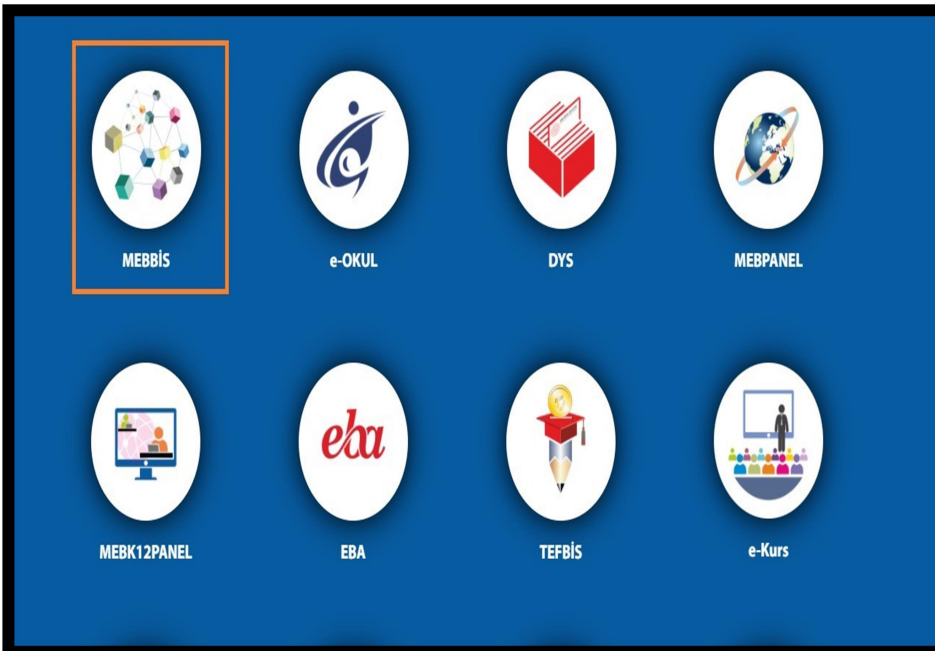 MEBBİS
e-OKUL
DYS
MEBPANEL
eba
MEBK12PANEL
EBA
TEFBİS
e-Kurs